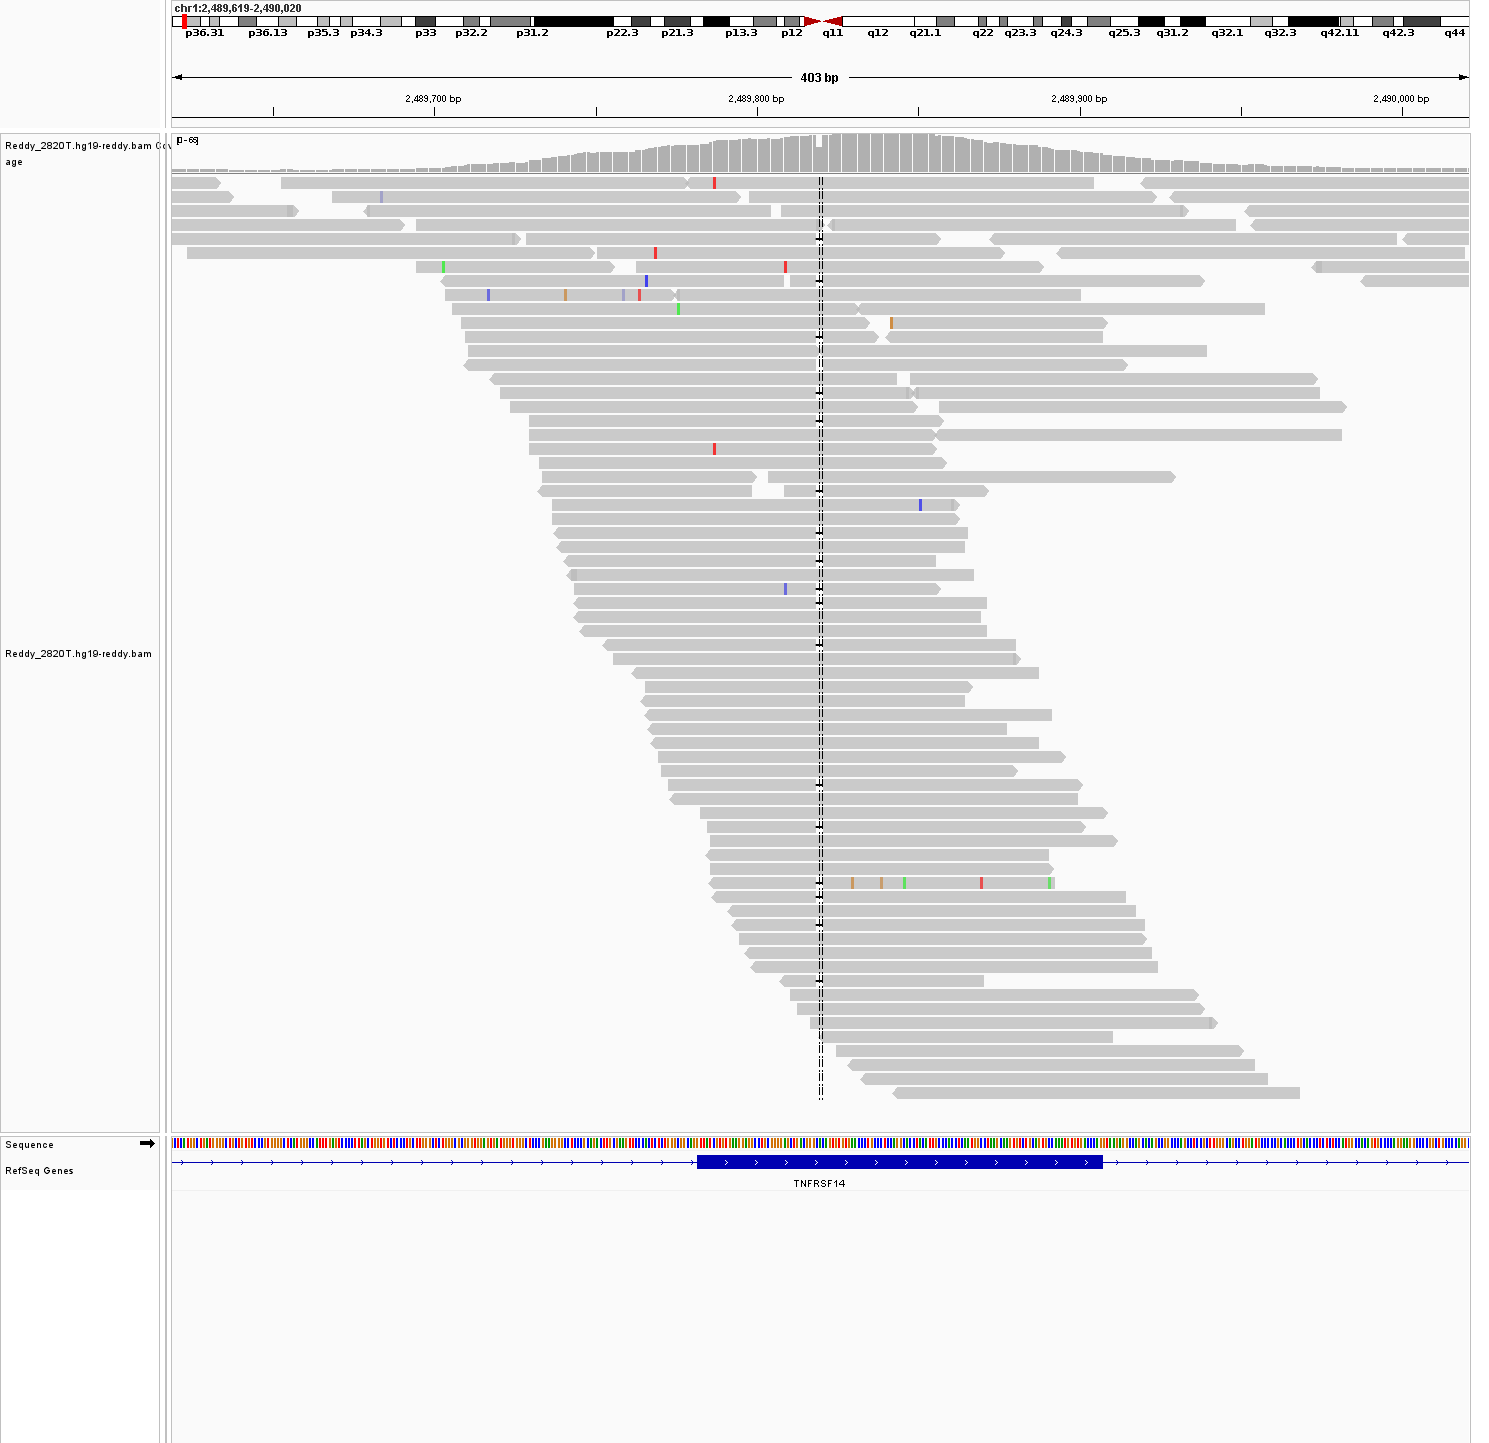 chr1:2,489,619-2,490,020
p36.31 p36.13 p35.3 p34.3 p33 p32.2 p31.2 p22.3 p21.3 p13.3 p12 q11 q12 q21.1 q22 q23.3 q24.3 q25.3 q31.2 q32.1 q32.3 q42.11 q42.3 q44
403 bp
2,489,700 bp 2,489,800 bp 2,489,900 bp 2,490,000 bp
[0-69]
Reddy_2820T.hg19-reddy.bam Cov
age
Reddy_2820T.hg19-reddy.bam
Sequence
RefSeq Genes
TNFRSF14